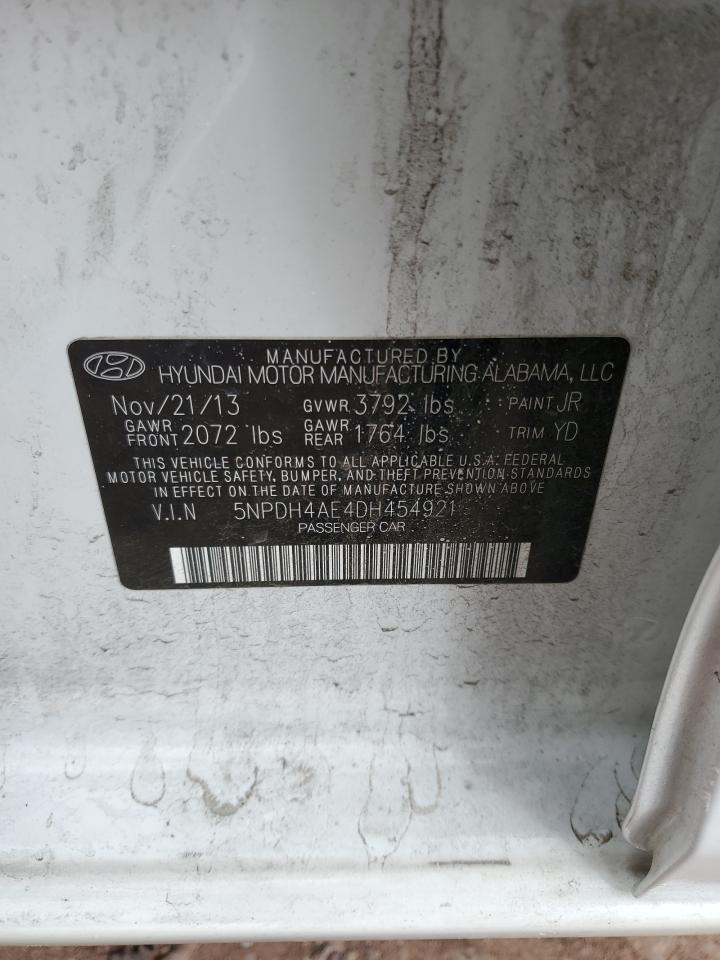 MANUFACTURED BY
HYUNDAI MOTOR MANUFACTURING ALABAMA, LLC
Nov/21/13 GVWR 3792 lbs PAINT JR
GAWR FRONT 2072 lbs GAWR REAR 1764 lbs TRIM YD
THIS VEHICLE CONFORMS TO ALL APPLICABLE U.S.A. FEDERAL
MOTOR VEHICLE SAFETY, BUMPER, AND THEFT PREVENTION STANDARDS
IN EFFECT ON THE DATE OF MANUFACTURE SHOWN ABOVE
V.I.N 5NPDH4AE4DH454921
PASSENGER CAR